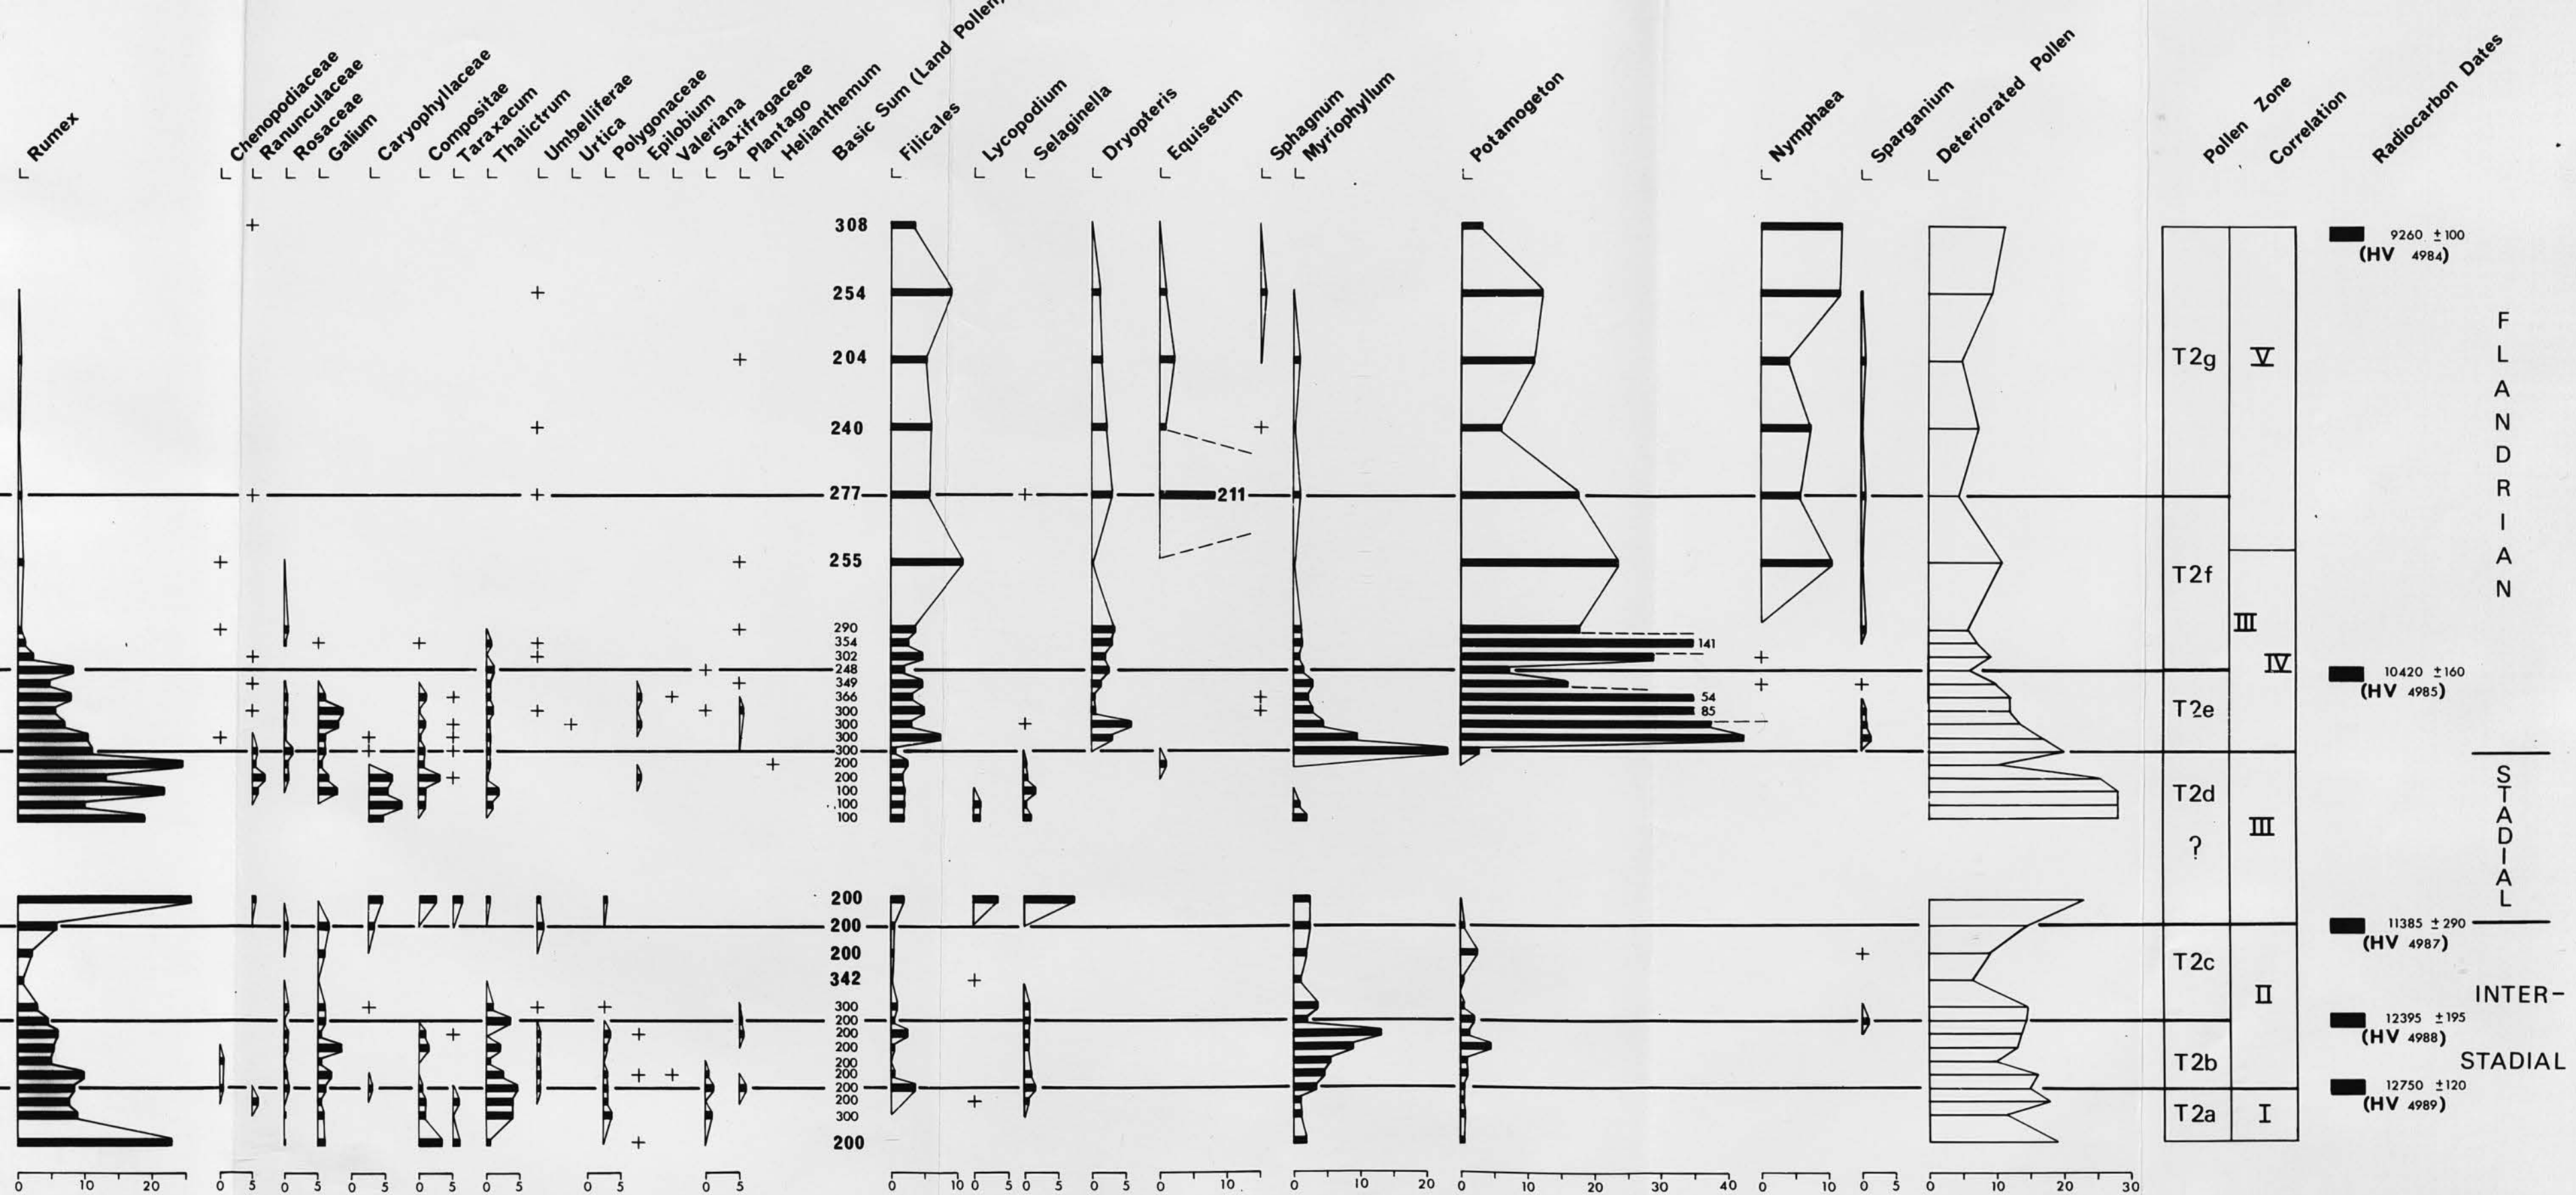 Rumex
Chenopodiaceae
Ranunculaceae
Rosaceae
Galium
Caryophyllaceae
Compositae
Taraxacum
Thalictrum
Umbelliferae
Urtica
Polygonaceae
Epilobium
Valeriana
Saxifragaceae
Plantago
Helianthemum
Basic Sum (Land Pollen)
Filicales
Lycopodium
Selaginella
Dryopteris
Equisetum
Sphagnum
Myriophyllum
Potamogeton
Nymphaea
Sparganium
Deteriorated Pollen
Pollen Zone
Correlation
Radiocarbon Dates
308
9260 ±100
(HV 4984)
254
204
T2g
V
240
277
211
255
T2f
FLANDRIAN
290
354
141
302
248
III
IV
10420 ±160
(HV 4985)
349
366
54
300
85
T2e
300
300
300
200
200
100
100
100
T2d
?
III
STADIAL
200
200
11385 ±290
(HV 4987)
200
342
T2c
300
II
INTER-
200
12395 ±195
(HV 4988)
200
200
200
200
T2b
STADIAL
200
12750 ±120
(HV 4989)
200
300
T2a
I
200
0 10 20
0 5
0 5
0 5
0 5
0 5
0 5
0 5
0 5
0 10
0 5
0 5
0 5
0 5
0 10 20
0 10 20 30 40
0 10
0 5
0 10 20 30